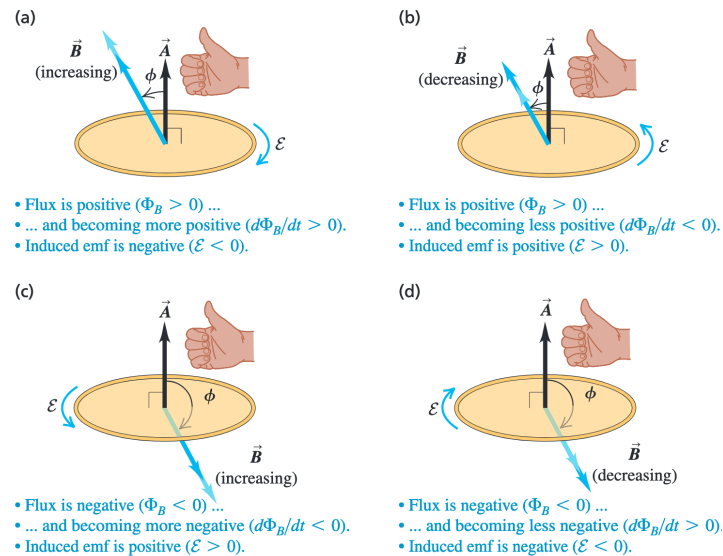 (a)
B⃗
(increasing)
A⃗
ϕ
ℰ
• Flux is positive (Φ_B > 0) ...
• ... and becoming more positive (dΦ_B/dt > 0).
• Induced emf is negative (ℰ < 0).
(b)
B⃗
(decreasing)
A⃗
ϕ
ℰ
• Flux is positive (Φ_B > 0) ...
• ... and becoming less positive (dΦ_B/dt < 0).
• Induced emf is positive (ℰ > 0).
(c)
A⃗
ϕ
ℰ
B⃗
(increasing)
• Flux is negative (Φ_B < 0) ...
• ... and becoming more negative (dΦ_B/dt < 0).
• Induced emf is positive (ℰ > 0).
(d)
A⃗
ϕ
ℰ
B⃗
(decreasing)
• Flux is negative (Φ_B < 0) ...
• ... and becoming less negative (dΦ_B/dt > 0).
• Induced emf is negative (ℰ < 0).